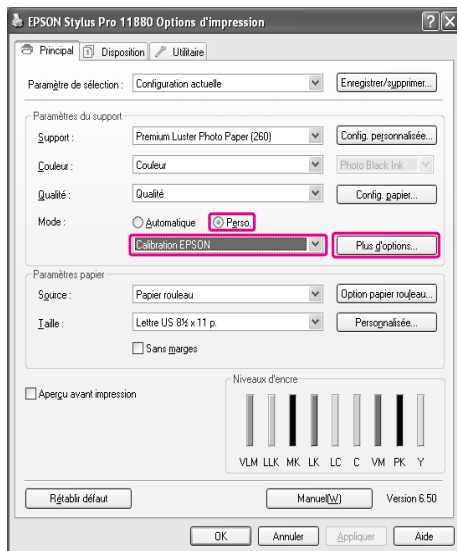 EPSON Stylus Pro 11880 Options d'impression
Principal Disposition Utilitaire
Paramètre de sélection : Configuration actuelle Enregistrer/supprimer...
Paramètres du support
Support : Premium Luster Photo Paper (260) Config. personnalisée...
Couleur : Couleur Photo Black Ink
Qualité : Qualité Config. papier...
Mode : Automatique Perso.
Calibration EPSON Plus d'options...
Paramètres papier
Source : Papier rouleau Option papier rouleau...
Taille : Lettre US 8½ x 11 p. Personnalisée...
Sans marges
Aperçu avant impression
Niveaux d'encre
VLM LLK MK LK LC C VM PK Y
Rétablir défaut Manuel(W) Version 6.50
OK Annuler Appliquer Aide